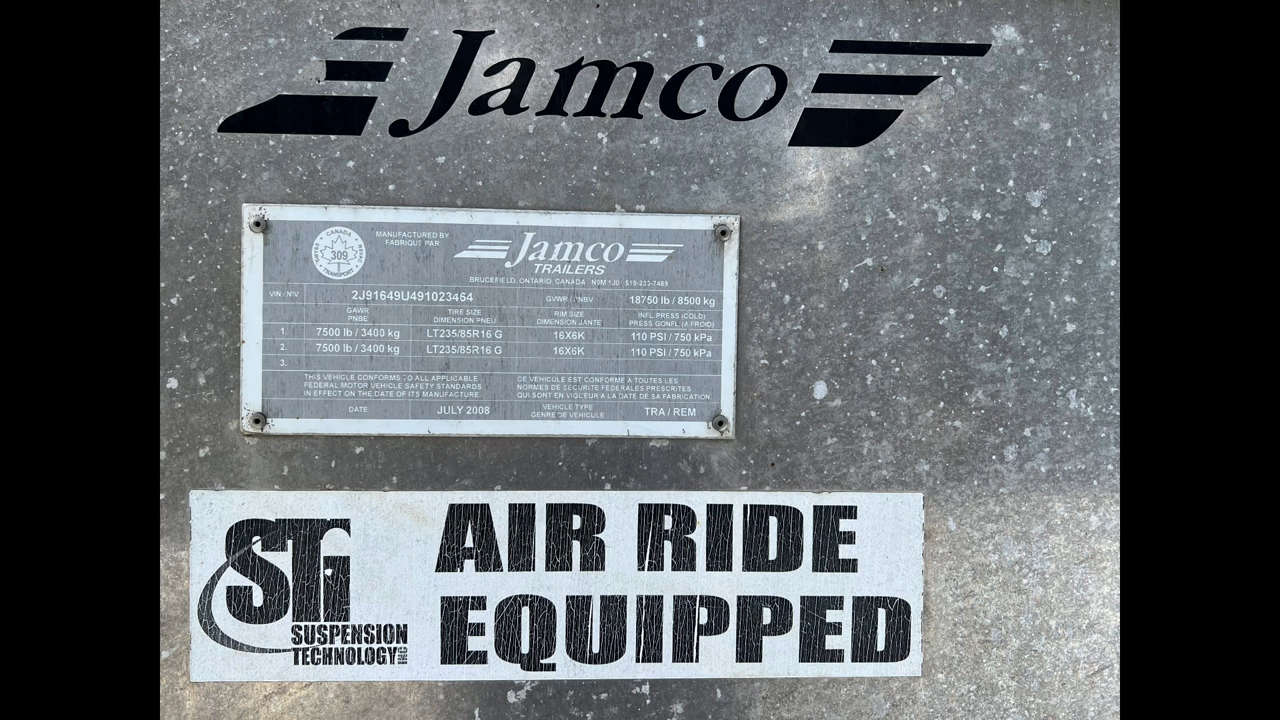 Jamco
CANADA
309
TRANSPORT
MANUFACTURED BY
FABRIQUE PAR
Jamco
TRAILERS
BRUCEFIELD, ONTARIO, CANADA N0M 1J0 519-233-7489
VIN / N°IV 2J91649U491023464 GVWR / PNBV 18750 lb / 8500 kg
GAWR TIRE SIZE RIM SIZE INFL.PRESS (COLD)
PNBE DIMENSION PNEU DIMENSION JANTE PRESS GONFL.(A FROID)
1. 7500 lb / 3400 kg LT235/85R16 G 16X6K 110 PSI / 750 kPa
2. 7500 lb / 3400 kg LT235/85R16 G 16X6K 110 PSI / 750 kPa
3.
THIS VEHICLE CONFORMS TO ALL APPLICABLE
FEDERAL MOTOR VEHICLE SAFETY STANDARDS
IN EFFECT ON THE DATE OF ITS MANUFACTURE.
CE VEHICULE EST CONFORME A TOUTES LES
NORMES DE SECURITE FEDERALES PRESCRITES
QUI SONT EN VIGUEUR A LA DATE DE SA FABRICATION.
DATE JULY 2008 VEHICLE TYPE TRA / REM
GENRE DE VEHICULE
STi
SUSPENSION
TECHNOLOGY
AIR RIDE
EQUIPPED